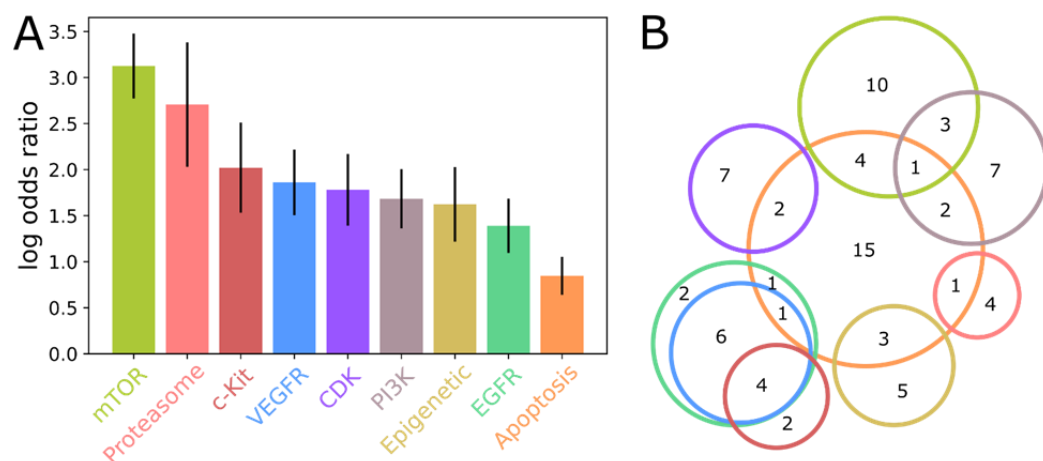 A
log odds ratio
3.5
3.0
2.5
2.0
1.5
1.0
0.5
0.0
mTOR
Proteasome
c-Kit
VEGFR
CDK
PI3K
Epigenetic
EGFR
Apoptosis
B
10
3
7
4
1
7
2
2
15
1
4
2
1
1
6
3
5
4
2